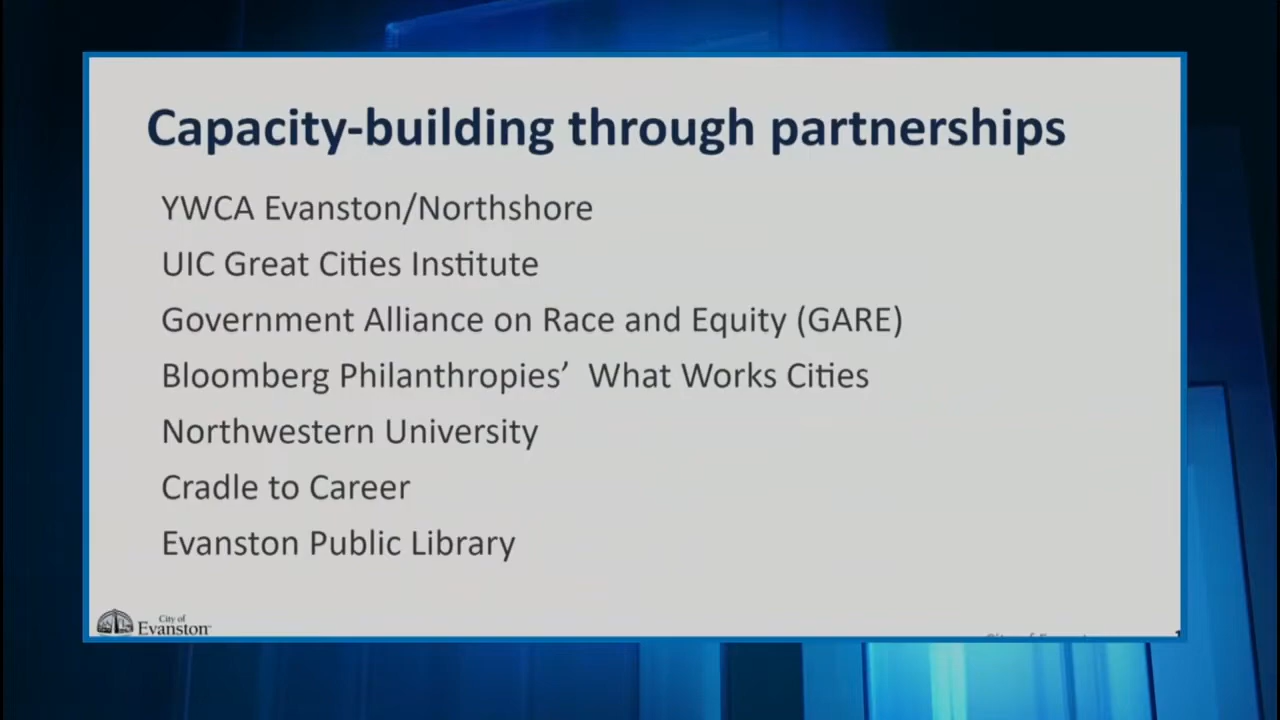 Capacity-building through partnerships
YWCA Evanston/Northshore
UIC Great Cities Institute
Government Alliance on Race and Equity (GARE)
Bloomberg Philanthropies’  What Works Cities
Northwestern University
Cradle to Career
Evanston Public Library
City of
Evanston